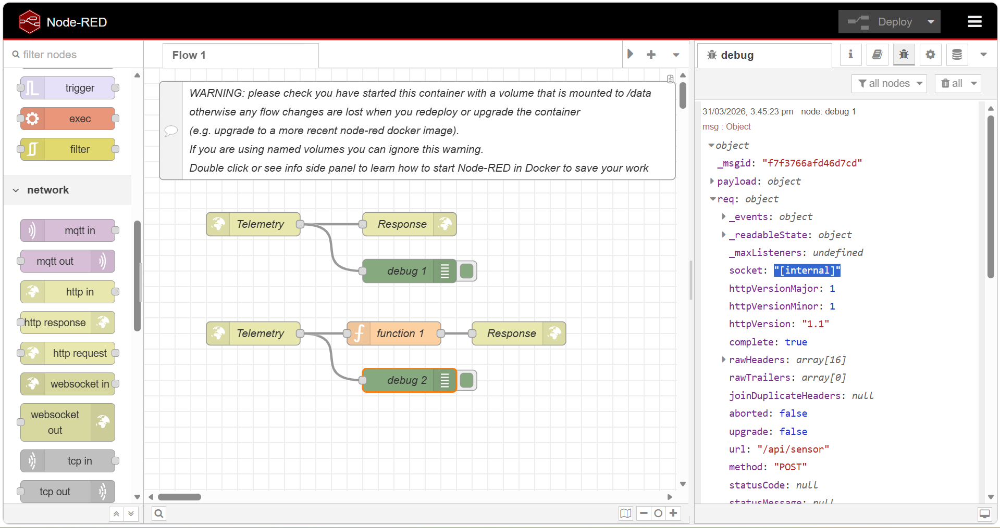 Node-RED
Deploy
filter nodes
Flow 1
debug
all nodes
all
trigger
exec
filter
network
mqtt in
mqtt out
http in
http response
http request
websocket in
websocket
out
tcp in
tcp out
WARNING: please check you have started this container with a volume that is mounted to /data
otherwise any flow changes are lost when you redeploy or upgrade the container
(e.g. upgrade to a more recent node-red docker image).
If you are using named volumes you can ignore this warning.
Double click or see info side panel to learn how to start Node-RED in Docker to save your work
Telemetry
Response
debug 1
Telemetry
function 1
Response
debug 2
31/03/2026, 3:45:23 pm node: debug 1
msg : Object
object
_msgid: "f7f3766afd46d7cd"
payload: object
req: object
_events: object
_readableState: object
_maxListeners: undefined
socket: "[internal]"
httpVersionMajor: 1
httpVersionMinor: 1
httpVersion: "1.1"
complete: true
rawHeaders: array[16]
rawTrailers: array[0]
joinDuplicateHeaders: null
aborted: false
upgrade: false
url: "/api/sensor"
method: "POST"
statusCode: null
statusMessage: null